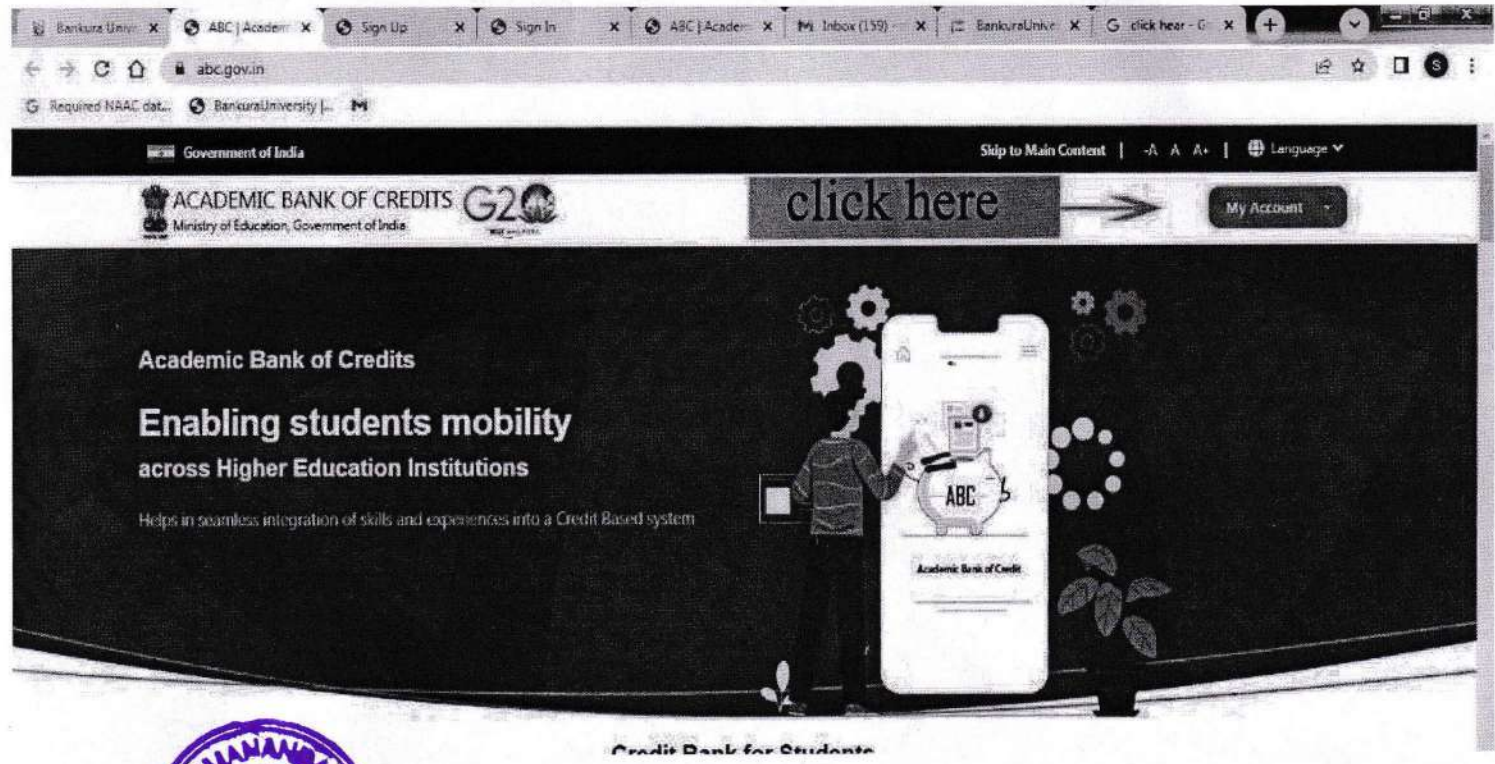 Bankura Univer
ABC | Academ
Sign Up
Sign In
ABC | Academ
Inbox (159)
BankuraUnive
click hear - G
abc.gov.in
Required NAAC dat...
BankuraUniversity |...
Government of India
Skip to Main Content | -A A A+ | Language
ACADEMIC BANK OF CREDITS G20
Ministry of Education, Government of India
click here
My Account
Academic Bank of Credits
Enabling students mobility
across Higher Education Institutions
Helps in seamless integration of skills and experiences into a Credit Based system
ABC
Academic Bank of Credit
Credit Bank for Students